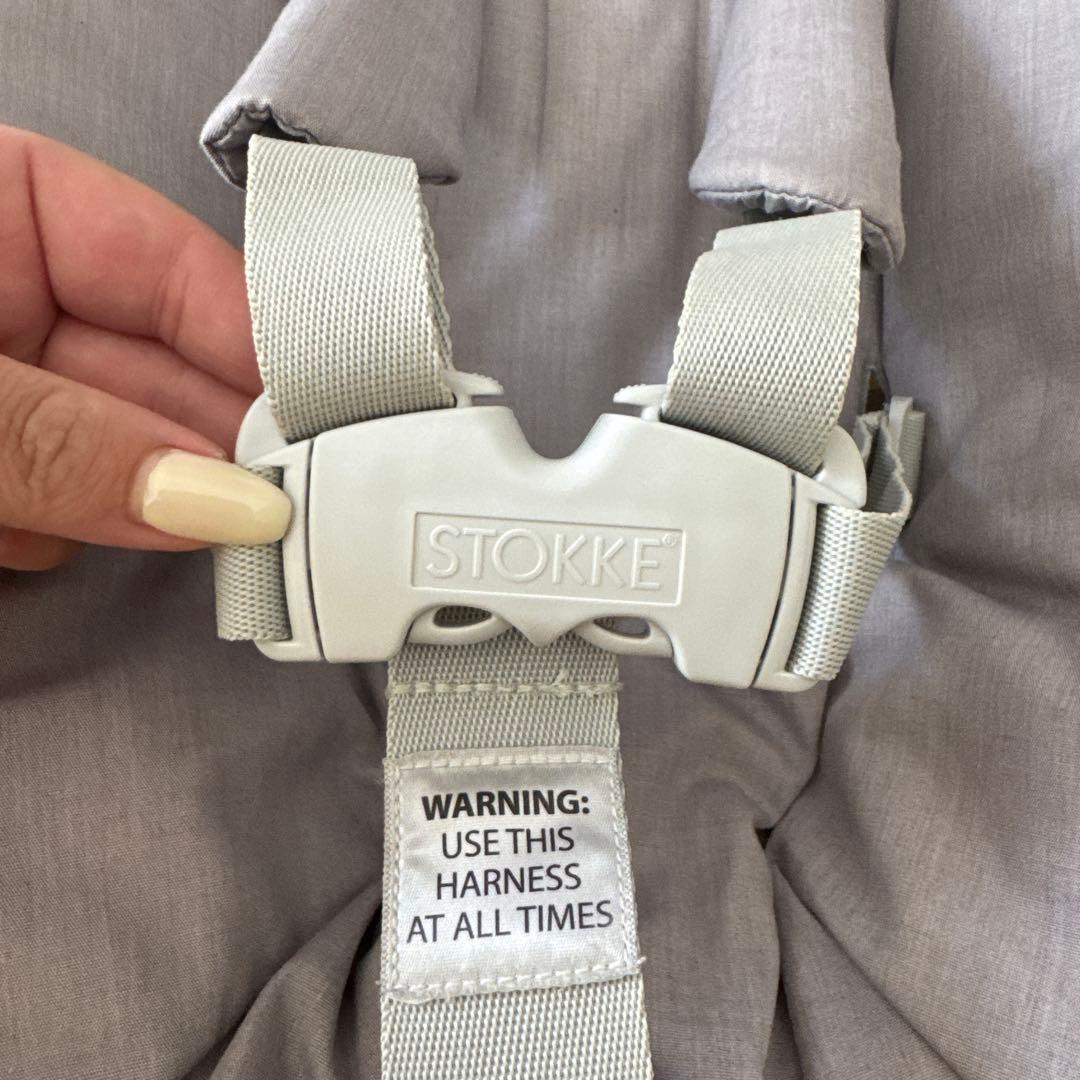 STOKKE®
WARNING:
USE THIS
HARNESS
AT ALL TIMES